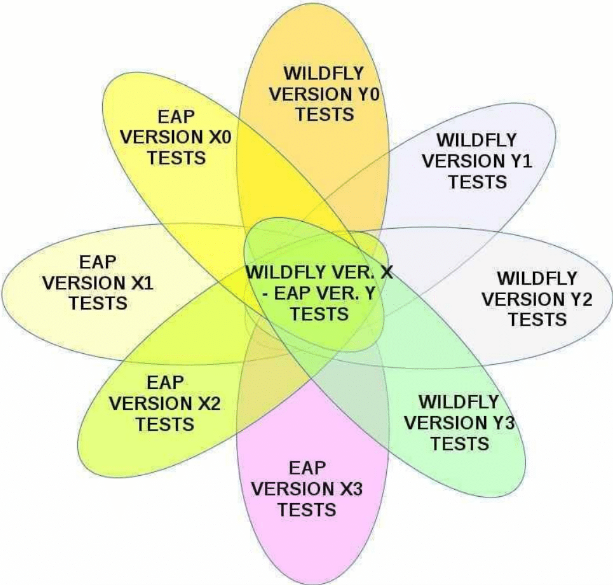 WILDFLY
VERSION Y0
TESTS
EAP
VERSION X0
TESTS
WILDFLY
VERSION Y1
TESTS
EAP
VERSION X1
TESTS
WILDFLY VER. X
- EAP VER. Y
TESTS
WILDFLY
VERSION Y2
TESTS
EAP
VERSION X2
TESTS
WILDFLY
VERSION Y3
TESTS
EAP
VERSION X3
TESTS